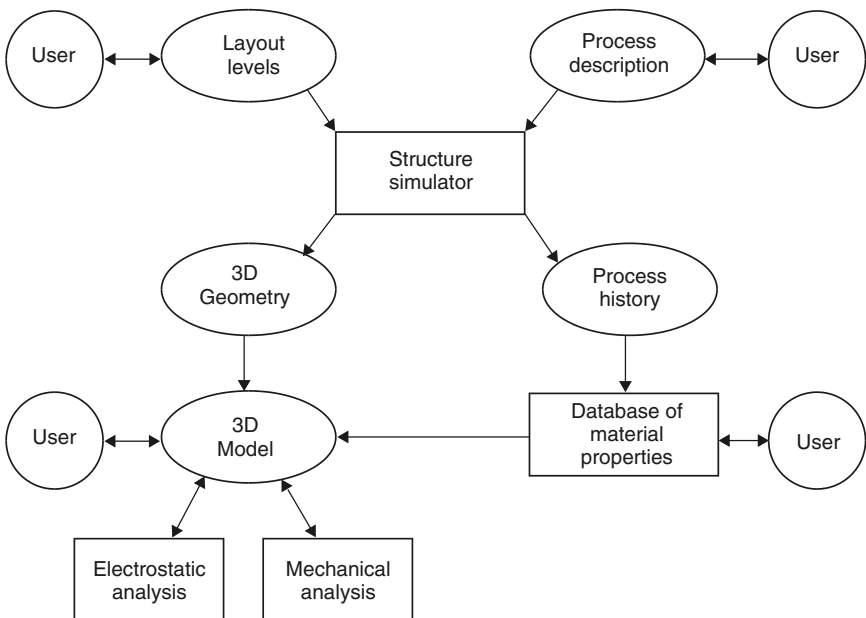 User
Layout
levels
Process
description
User
Structure
simulator
3D
Geometry
Process
history
User
3D
Model
Database of
material
properties
User
Electrostatic
analysis
Mechanical
analysis